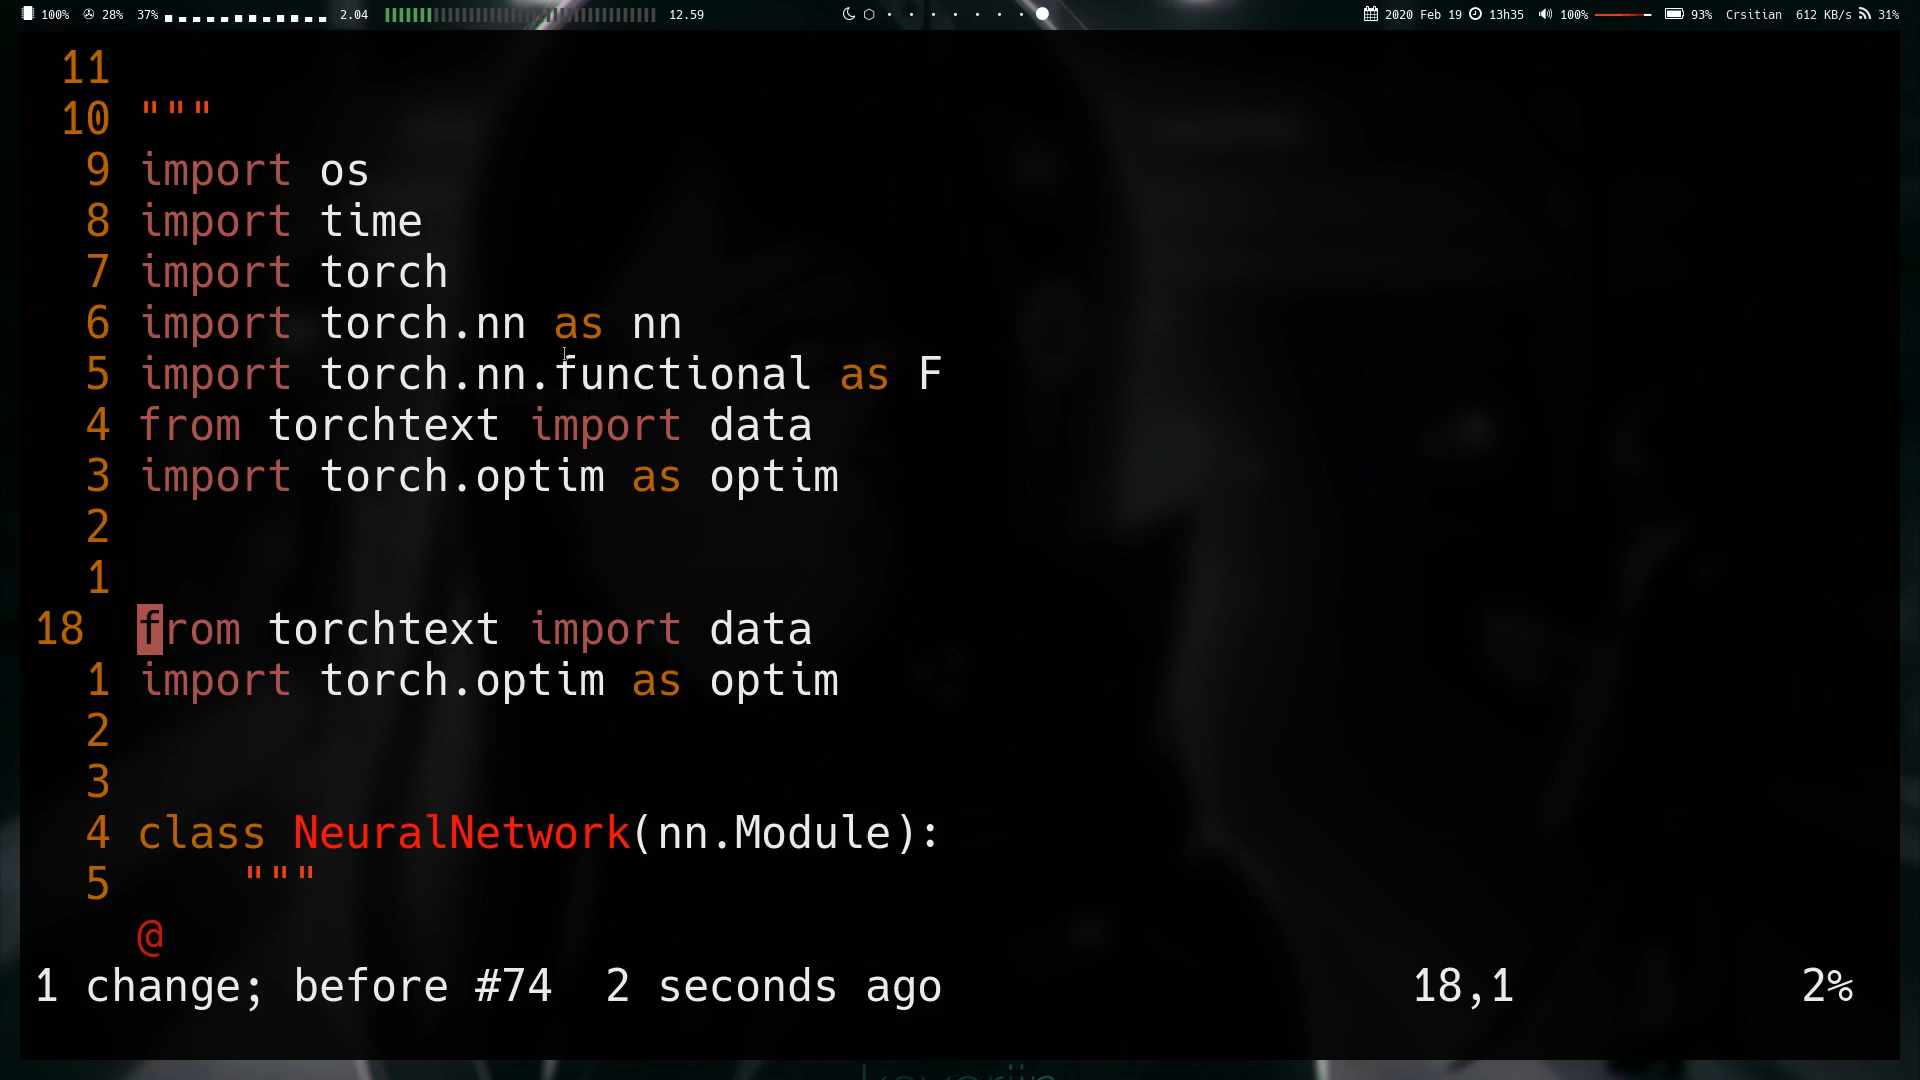 100% 28% 37% 2.04 12.59 2020 Feb 19 13h35 100% 93% Crsitian 612 KB/s 31%
11
10 """
9 import os
8 import time
7 import torch
6 import torch.nn as nn
5 import torch.nn.functional as F
4 from torchtext import data
3 import torch.optim as optim
2
1
18 from torchtext import data
1 import torch.optim as optim
2
3
4 class NeuralNetwork(nn.Module):
5 """
@
1 change; before #74 2 seconds ago 18,1 2%